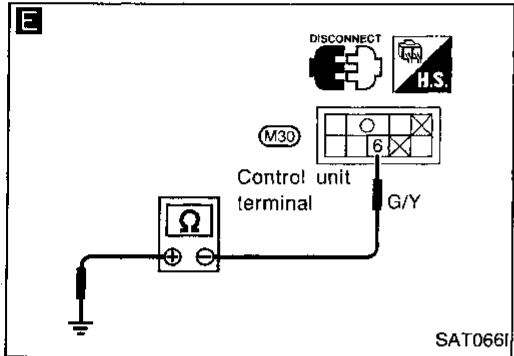 E
DISCONNECT
H.S.
M30
6
Control unit
terminal
G/Y
Ω
+ −
SAT066I